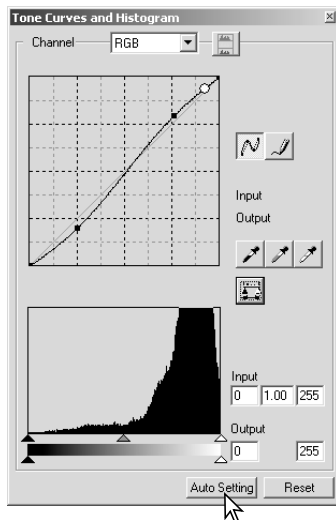 Tone Curves and Histogram
Channel RGB
Input
Output
Input
0 1.00 255
Output
0 255
Auto Setting Reset